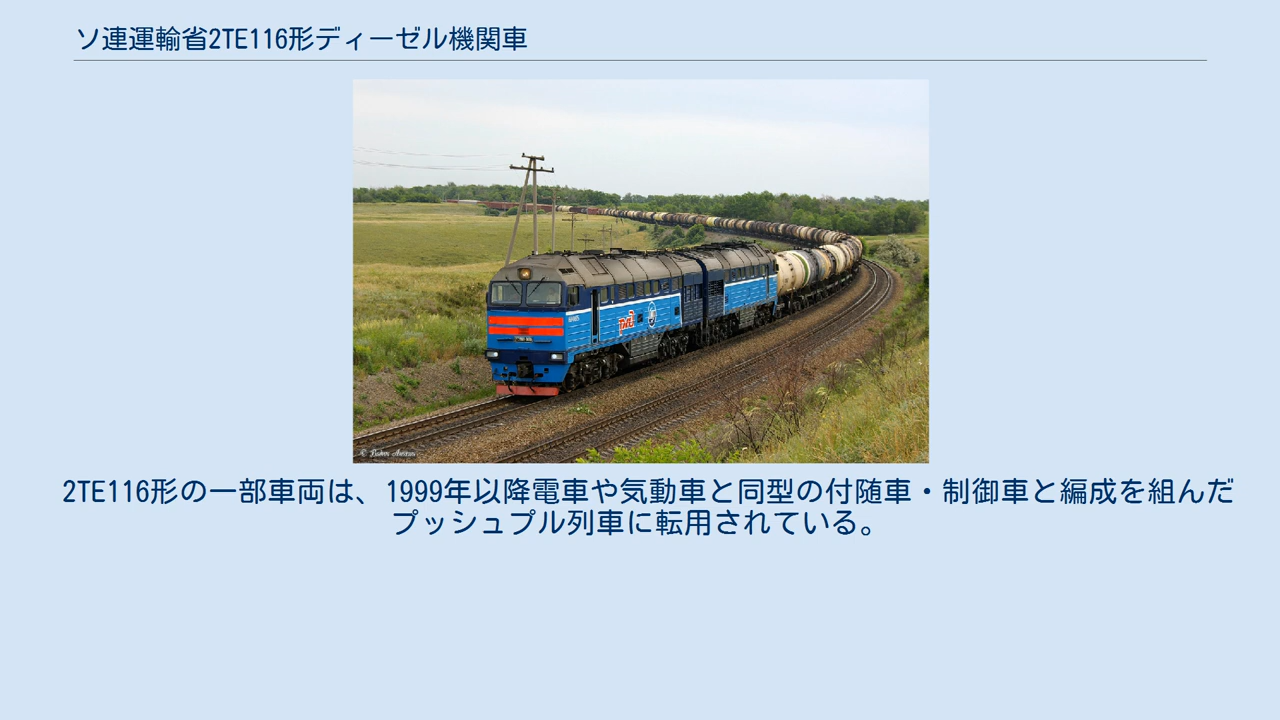 ソ連運輸省2TE116形ディーゼル機関車
2TE116形の一部車両は、1999年以降電車や気動車と同型の付随車・制御車と編成を組んだ
プッシュプル列車に転用されている。